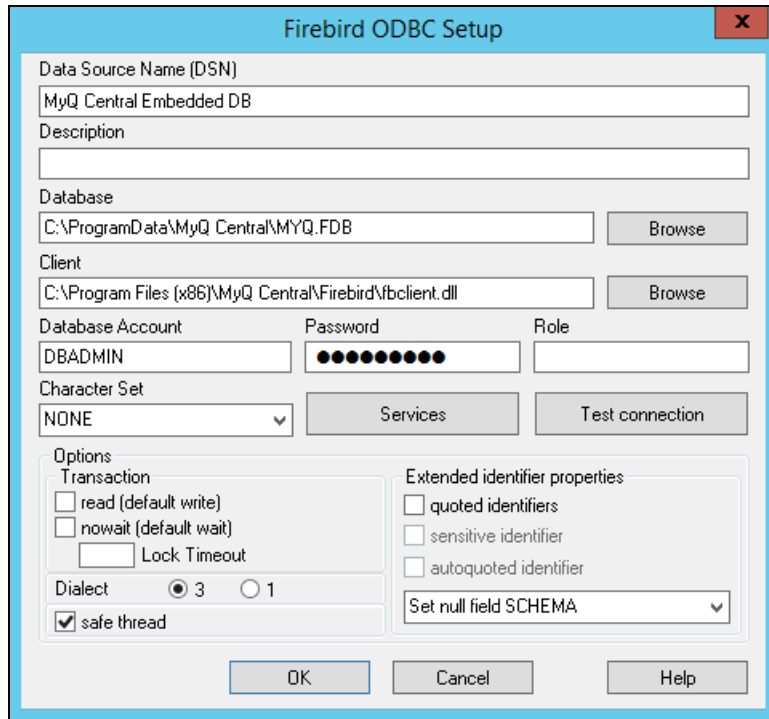 Firebird ODBC Setup
x
Data Source Name (DSN)
MyQ Central Embedded DB
Description
Database
C:\ProgramData\MyQ Central\MYQ.FDB
Browse
Client
C:\Program Files (x86)\MyQ Central\Firebird\fbclient.dll
Browse
Database Account Password Role
DBADMIN ●●●●●●●●●
Character Set
NONE Services Test connection
Options
Transaction
read (default write)
nowait (default wait)
Lock Timeout
Dialect 3 1
safe thread
Extended identifier properties
quoted identifiers
sensitive identifier
autoquoted identifier
Set null field SCHEMA
OK Cancel Help